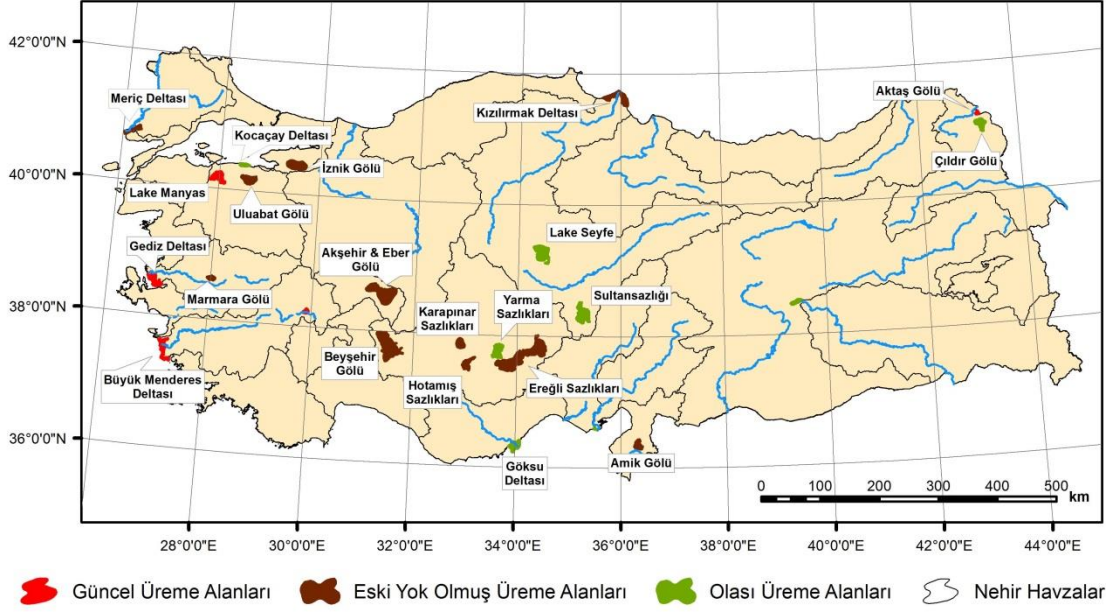 42°0'0"N
40°0'0"N
38°0'0"N
36°0'0"N
Meriç Deltası
Kocaçay Deltası
İznik Gölü
Lake Manyas
Uluabat Gölü
Kızılırmak Deltası
Aktaş Gölü
Çıldır Gölü
Gediz Deltası
Marmara Gölü
Akşehir & Eber
Gölü
Lake Seyfe
Karapınar
Sazlıkları
Yarma
Sazlıkları
Sultansazlığı
Büyük Menderes
Deltası
Beyşehir
Gölü
Hotamış
Sazlıkları
Ereğli Sazlıkları
Göksu
Deltası
Amik Gölü
0 100 200 300 400 500
km
28°0'0"E 30°0'0"E 32°0'0"E 34°0'0"E 36°0'0"E 38°0'0"E 40°0'0"E 42°0'0"E 44°0'0"E
Güncel Üreme Alanları Eski Yok Olmuş Üreme Alanları Olası Üreme Alanları Nehir Havzalar